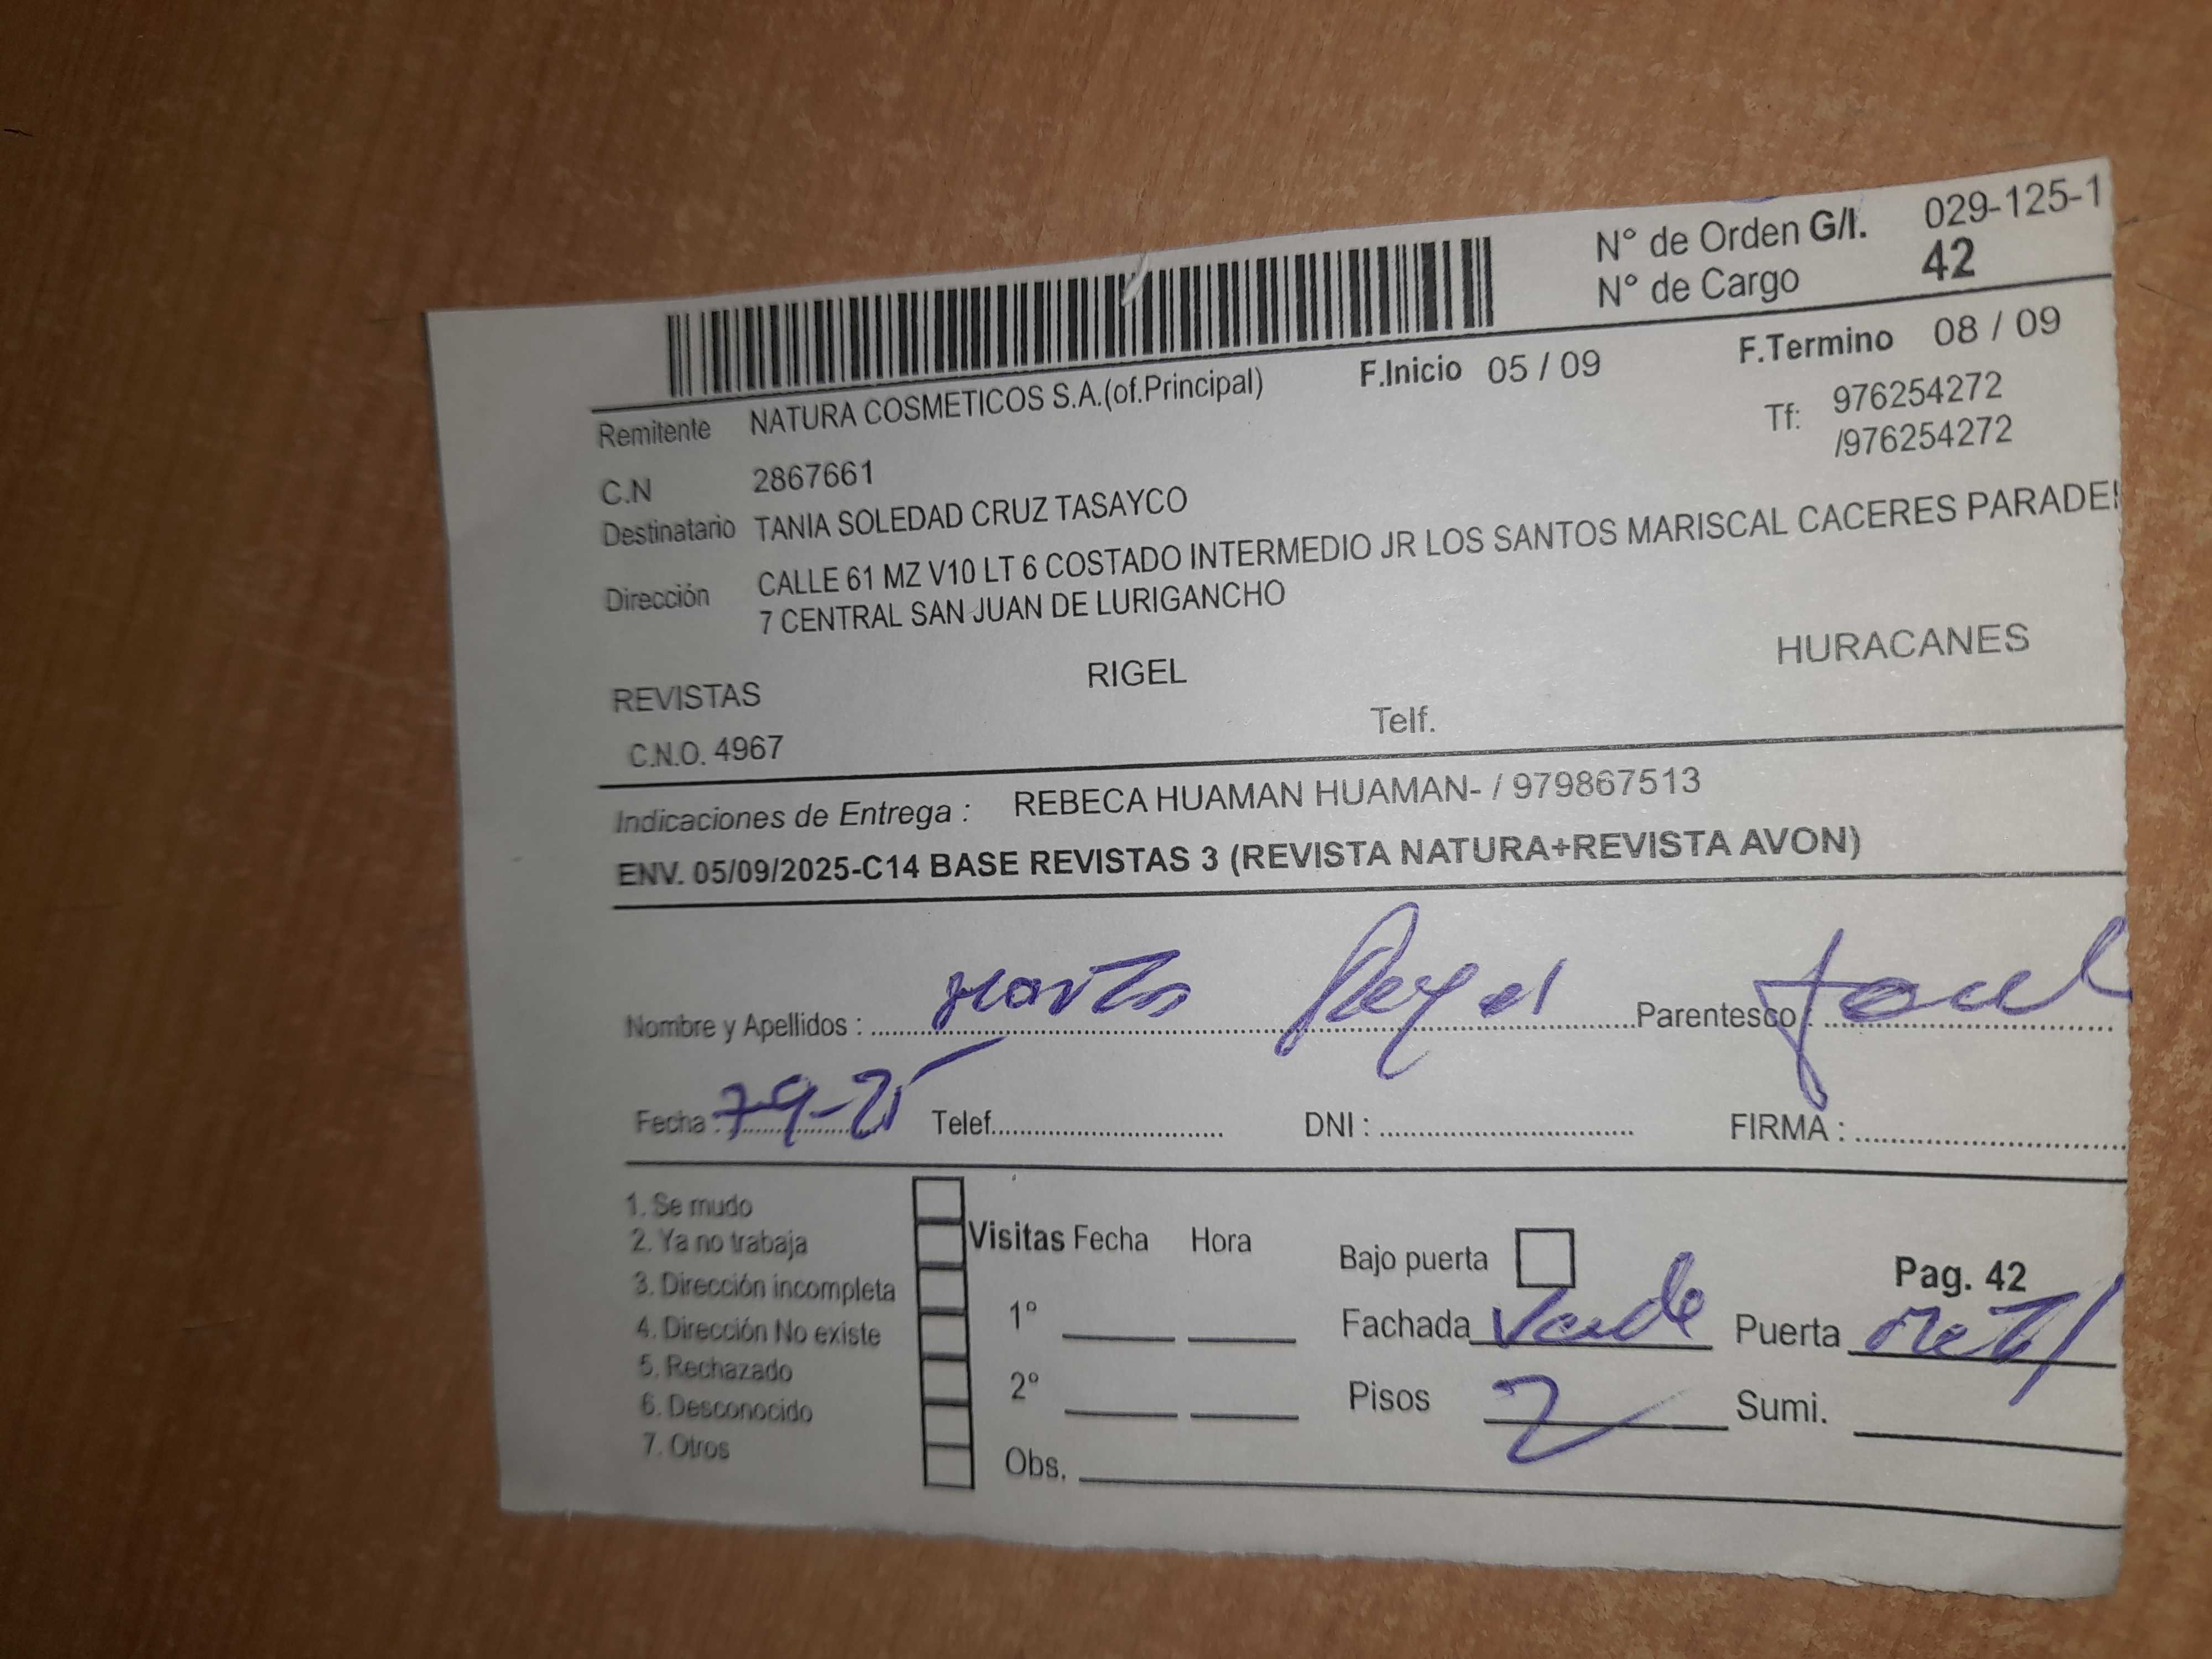 N° de Orden G/I. 029-125-1
N° de Cargo 42
F.Inicio 05 / 09 F.Termino 08 / 09
Remitente NATURA COSMETICOS S.A.(of.Principal) Tf: 976254272
/976254272
C.N 2867661
Destinatario TANIA SOLEDAD CRUZ TASAYCO
Dirección CALLE 61 MZ V10 LT 6 COSTADO INTERMEDIO JR LOS SANTOS MARISCAL CACERES PARADE
7 CENTRAL SAN JUAN DE LURIGANCHO
REVISTAS RIGEL HURACANES
C.N.O. 4967 Telf.
Indicaciones de Entrega : REBECA HUAMAN HUAMAN- / 979867513
ENV. 05/09/2025-C14 BASE REVISTAS 3 (REVISTA NATURA+REVISTA AVON)
Nombre y Apellidos : Parentesco :
Fecha : 7-9-25 Telef. DNI : FIRMA :
1. Se mudo
2. Ya no trabaja Visitas Fecha Hora Bajo puerta Pag. 42
3. Dirección incompleta
4. Dirección No existe 1° Fachada Verde Puerta Metal
5. Rechazado
6. Desconocido 2° Pisos 2 Sumi.
7. Otros
Obs.